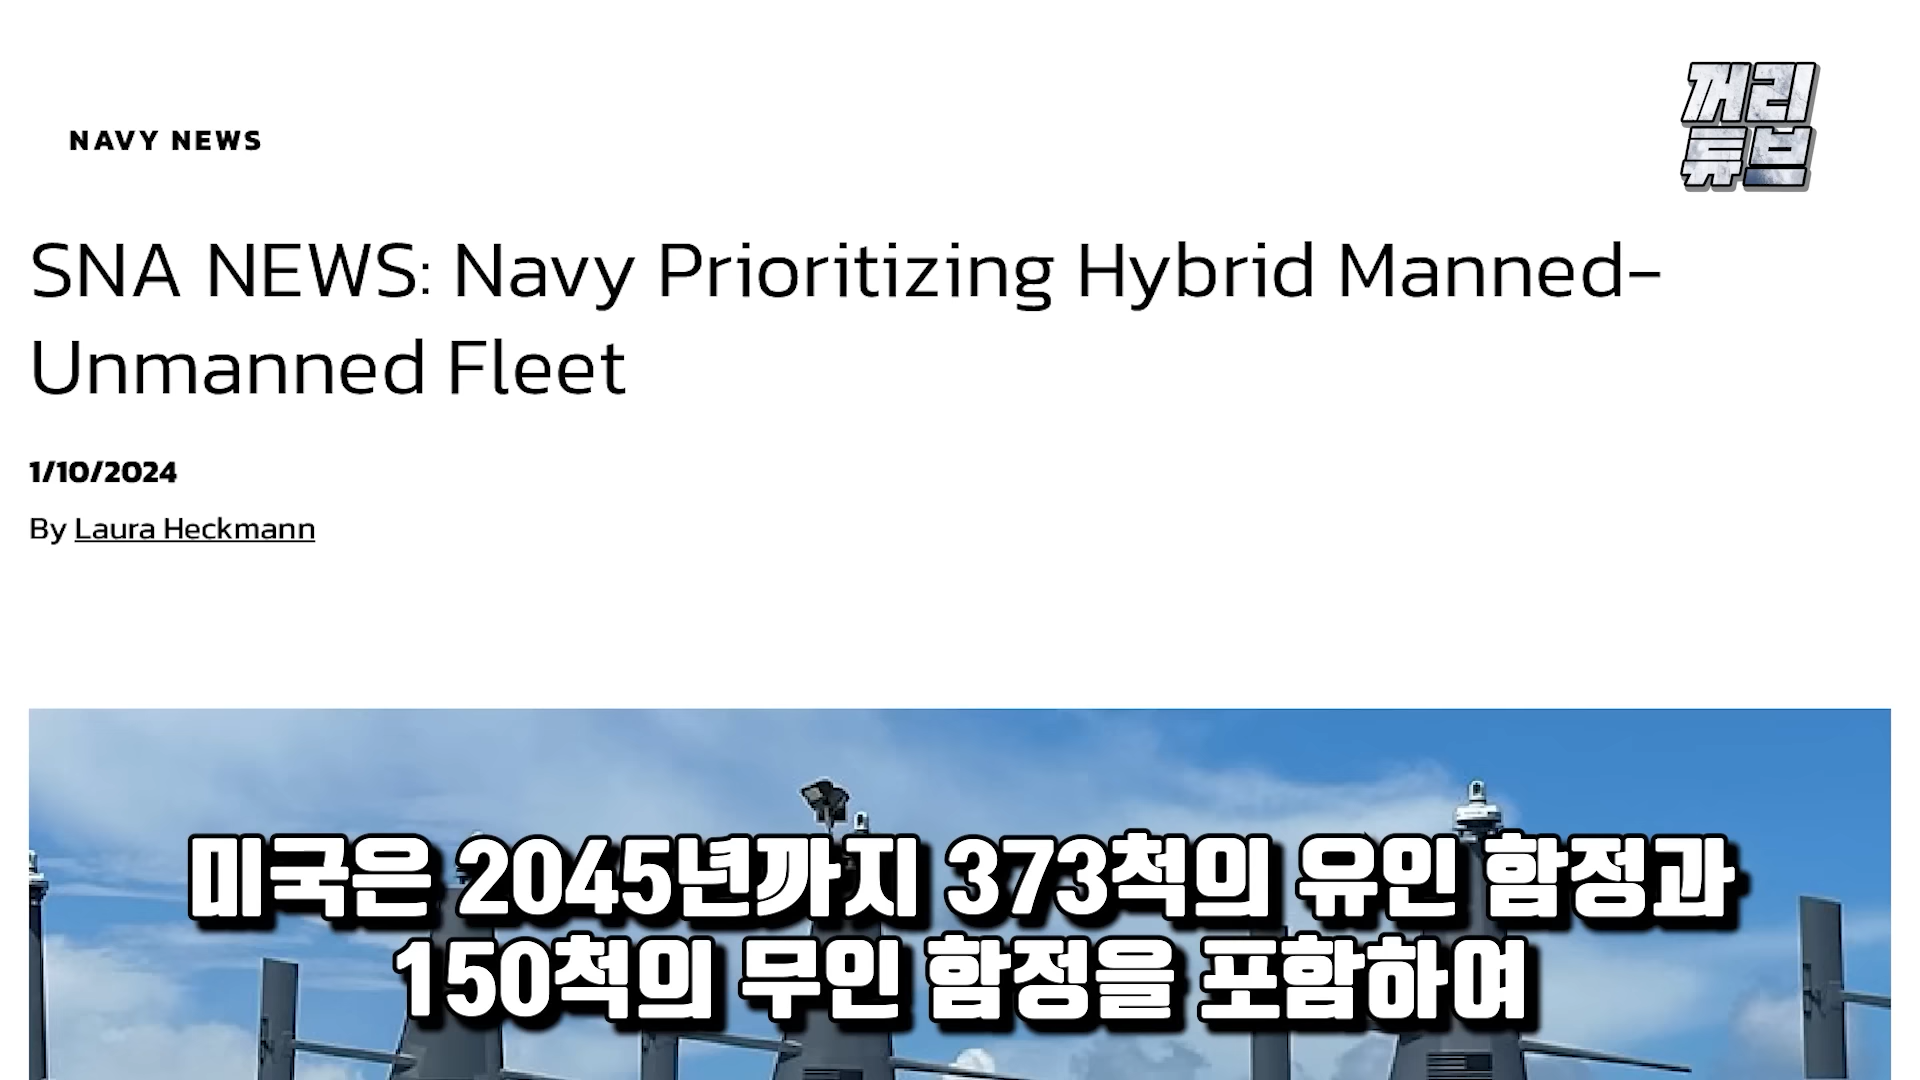 꺼리
튜브
NAVY NEWS
SNA NEWS: Navy Prioritizing Hybrid Manned-
Unmanned Fleet
1/10/2024
By Laura Heckmann
미국은 2045년까지 373척의 유인 함정과
150척의 무인 함정을 포함하여